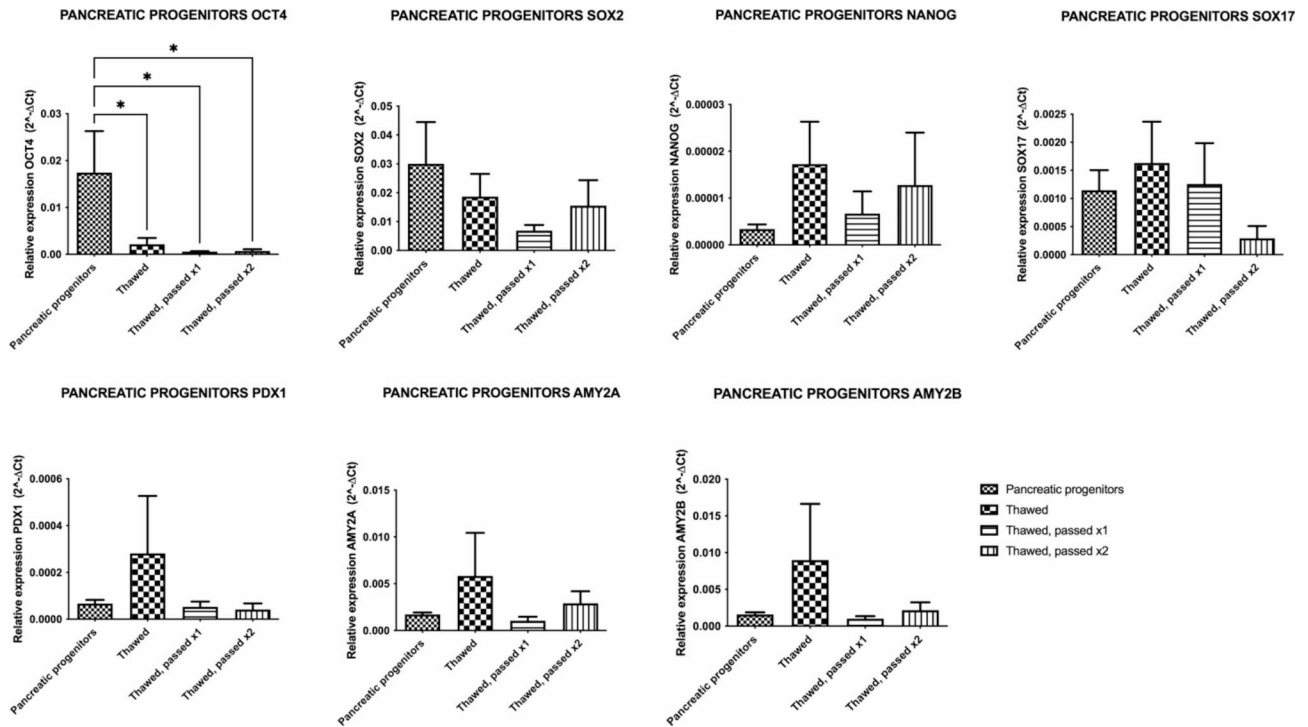 PANCREATIC PROGENITORS OCT4
Relative expression OCT4 (2^-ΔCt)
0.03
0.02
0.01
0.00
*
*
*
Pancreatic progenitors
Thawed
Thawed, passed x1
Thawed, passed x2
PANCREATIC PROGENITORS SOX2
Relative expression SOX2 (2^-ΔCt)
0.05
0.04
0.03
0.02
0.01
0.00
Pancreatic progenitors
Thawed
Thawed, passed x1
Thawed, passed x2
PANCREATIC PROGENITORS NANOG
Relative expression NANOG (2^-ΔCt)
0.00003
0.00002
0.00001
0.00000
Pancreatic progenitors
Thawed
Thawed, passed x1
Thawed, passed x2
PANCREATIC PROGENITORS SOX17
Relative expression SOX17 (2^-ΔCt)
0.0025
0.0020
0.0015
0.0010
0.0005
0.0000
Pancreatic progenitors
Thawed
Thawed, passed x1
Thawed, passed x2
PANCREATIC PROGENITORS PDX1
Relative expression PDX1 (2^-ΔCt)
0.0006
0.0004
0.0002
0.0000
Pancreatic progenitors
Thawed
Thawed, passed x1
Thawed, passed x2
PANCREATIC PROGENITORS AMY2A
Relative expression AMY2A (2^-ΔCt)
0.015
0.010
0.005
0.000
Pancreatic progenitors
Thawed
Thawed, passed x1
Thawed, passed x2
PANCREATIC PROGENITORS AMY2B
Relative expression AMY2B (2^-ΔCt)
0.020
0.015
0.010
0.005
0.000
Pancreatic progenitors
Thawed
Thawed, passed x1
Thawed, passed x2
Pancreatic progenitors
Thawed
Thawed, passed x1
Thawed, passed x2